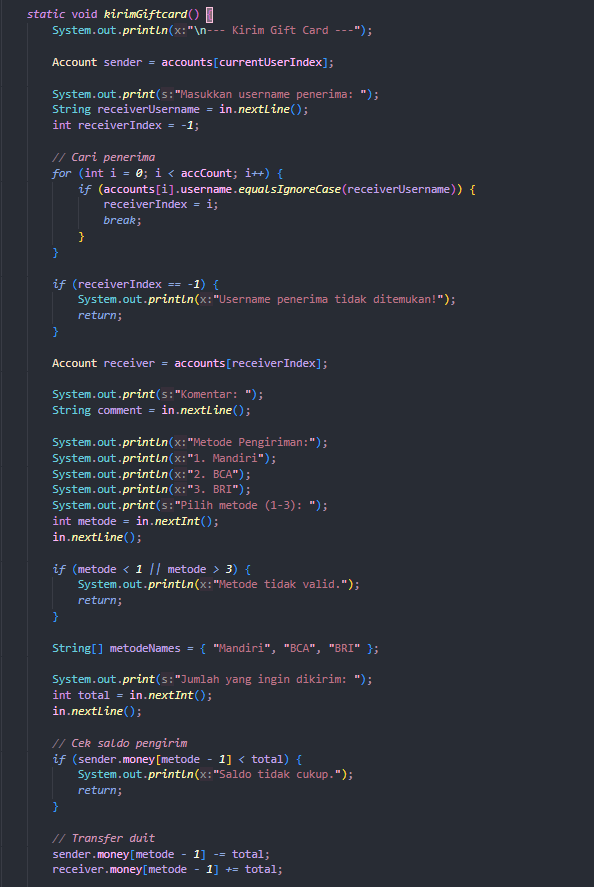 static void kirimGiftcard() {
System.out.println(x:"\n--- Kirim Gift Card ---");
Account sender = accounts[currentUserIndex];
System.out.print(s:"Masukkan username penerima: ");
String receiverUsername = in.nextLine();
int receiverIndex = -1;
// Cari penerima
for (int i = 0; i < accCount; i++) {
if (accounts[i].username.equalsIgnoreCase(receiverUsername)) {
receiverIndex = i;
break;
}
}
if (receiverIndex == -1) {
System.out.println(x:"Username penerima tidak ditemukan!");
return;
}
Account receiver = accounts[receiverIndex];
System.out.print(s:"Komentar: ");
String comment = in.nextLine();
System.out.println(x:"Metode Pengiriman:");
System.out.println(x:"1. Mandiri");
System.out.println(x:"2. BCA");
System.out.println(x:"3. BRI");
System.out.print(s:"Pilih metode (1-3): ");
int metode = in.nextInt();
in.nextLine();
if (metode < 1 || metode > 3) {
System.out.println(x:"Metode tidak valid.");
return;
}
String[] metodeNames = { "Mandiri", "BCA", "BRI" };
System.out.print(s:"Jumlah yang ingin dikirim: ");
int total = in.nextInt();
in.nextLine();
// Cek saldo pengirim
if (sender.money[metode - 1] < total) {
System.out.println(x:"Saldo tidak cukup.");
return;
}
// Transfer duit
sender.money[metode - 1] -= total;
receiver.money[metode - 1] += total;